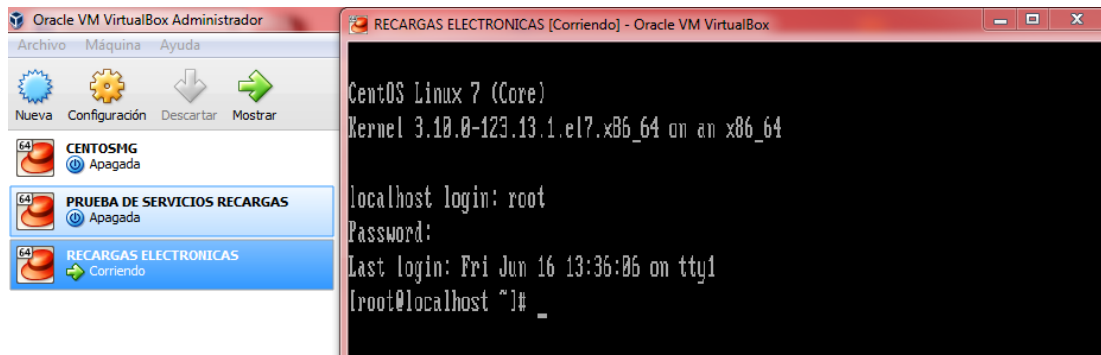 Oracle VM VirtualBox Administrador
Archivo Máquina Ayuda
Nueva Configuración Descartar Mostrar
64 CENTOSMG
Apagada
64 PRUEBA DE SERVICIOS RECARGAS
Apagada
64 RECARGAS ELECTRONICAS
Corriendo
RECARGAS ELECTRONICAS [Corriendo] - Oracle VM VirtualBox
CentOS Linux 7 (Core)
Kernel 3.10.0-123.13.1.el7.x86_64 on an x86_64
localhost login: root
Password:
Last login: Fri Jun 16 13:36:06 on tty1
[root@localhost ~]# _